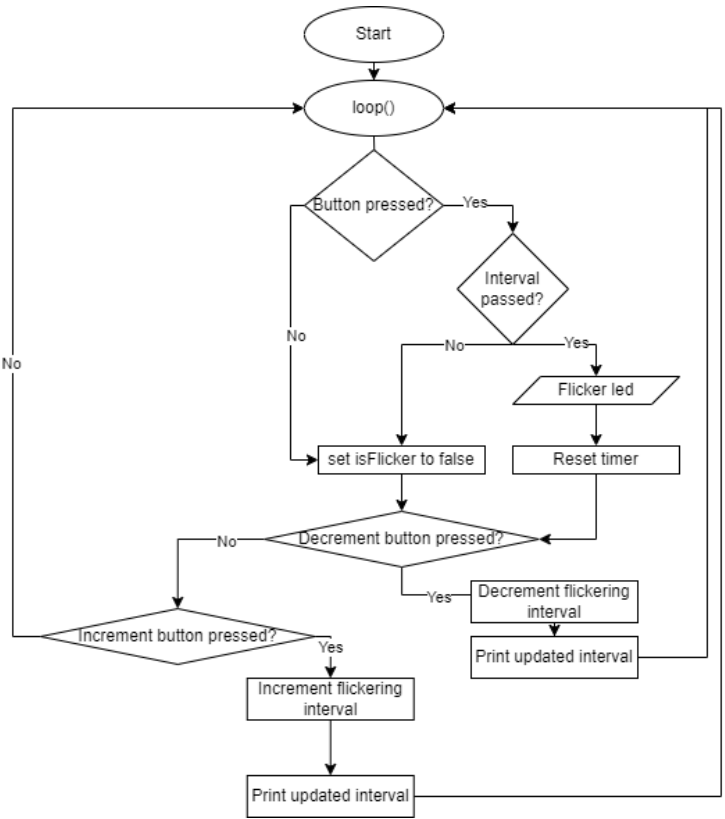 Start
loop()
Button pressed?
Yes
Interval
passed?
No
No
Yes
No
Flicker led
set isFlicker to false
Reset timer
Decrement button pressed?
No
Yes
Decrement flickering
interval
Increment button pressed?
Yes
Print updated interval
Increment flickering
interval
Print updated interval